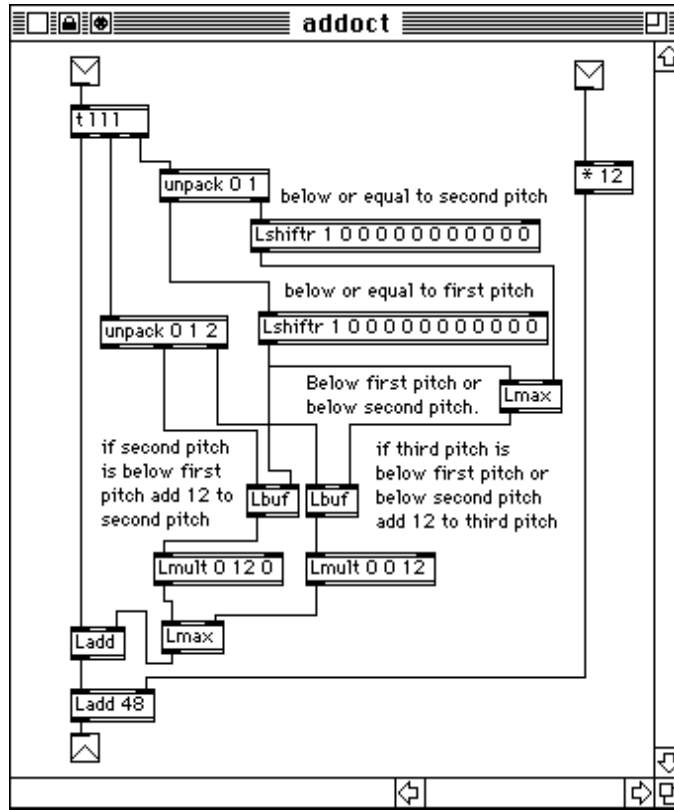 addoct
t l l l
* 12
unpack 0 1
below or equal to second pitch
Lshiftr 1 0 0 0 0 0 0 0 0 0 0 0
below or equal to first pitch
unpack 0 1 2
Lshiftr 1 0 0 0 0 0 0 0 0 0 0 0
Below first pitch or
below second pitch.
Lmax
if second pitch
is below first
pitch add 12 to
second pitch
Lbuf
Lbuf
if third pitch is
below first pitch or
below second pitch
add 12 to third pitch
Lmult 0 12 0
Lmult 0 0 12
Ladd
Lmax
Ladd 48